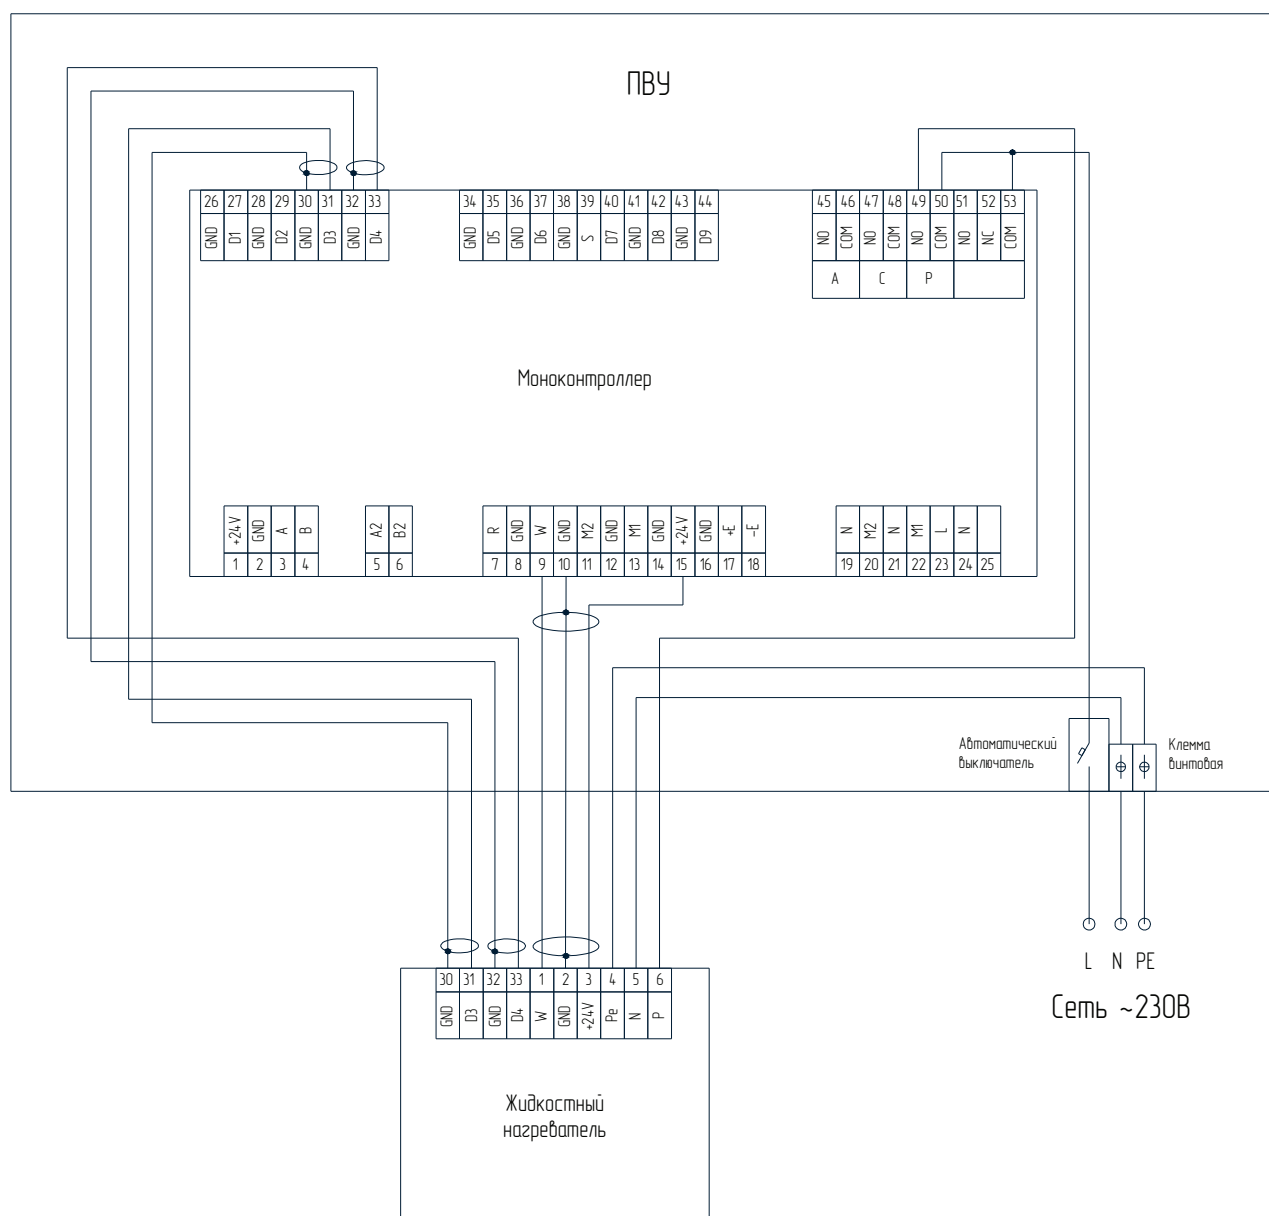 ПВУ
26 27 28 29 30 31 32 33
GND D1 GND D2 GND D3 GND D4
34 35 36 37 38 39 40 41 42 43 44
GND D5 GND D6 GND S D7 GND D8 GND D9
45 46 47 48 49 50 51 52 53
NO COM NO COM NO COM NO NC COM
A C P
Моноконтроллер
+24V GND A B
1 2 3 4
A2 B2
5 6
R GND W GND M2 GND M1 GND +24V GND +E -E
7 8 9 10 11 12 13 14 15 16 17 18
N M2 N M1 L N
19 20 21 22 23 24 25
Автоматический
выключатель
Клемма
винтовая
L N PE
Сеть ~230В
30 31 32 33 1 2 3 4 5 6
GND D3 GND D4 W GND +24V Pe N P
Жидкостный
нагреватель